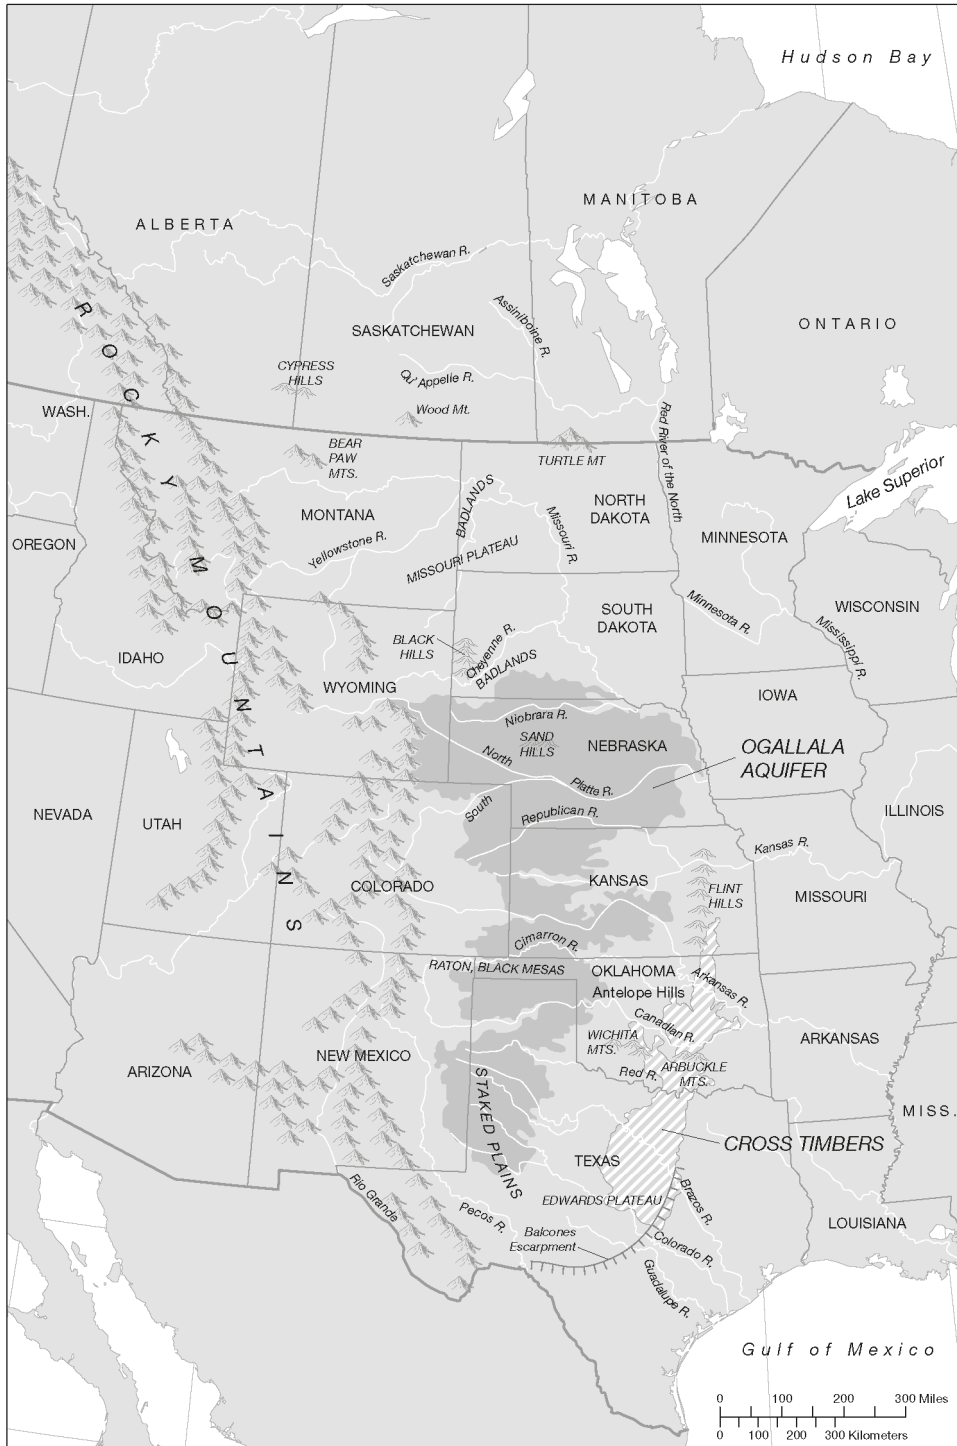 Hudson Bay
MANITOBA
ALBERTA
Saskatchewan R.
Assiniboine R.
SASKATCHEWAN
ONTARIO
CYPRESS
HILLS
Qu' Appelle R.
Wood Mt.
WASH.
Red River of the North
BEAR
PAW
MTS.
TURTLE MT
Lake Superior
ROCKY MOUNTAINS
BADLANDS
NORTH
DAKOTA
MONTANA
Missouri R.
OREGON
Yellowstone R.
MISSOURI PLATEAU
MINNESOTA
Minnesota R.
WISCONSIN
Mississippi R.
SOUTH
DAKOTA
BLACK
HILLS
Cheyenne R.
BADLANDS
IDAHO
WYOMING
IOWA
Niobrara R.
SAND
HILLS
NEBRASKA
OGALLALA
AQUIFER
North
Platte R.
South
Republican R.
NEVADA
UTAH
ILLINOIS
Kansas R.
COLORADO
KANSAS
FLINT
HILLS
MISSOURI
Cimarron R.
RATON, BLACK MESAS
OKLAHOMA
Antelope Hills
Arkansas R.
Canadian R.
WICHITA
MTS.
ARKANSAS
NEW MEXICO
ARIZONA
Red R.
ARBUCKLE
MTS.
STAKED PLAINS
MISS.
CROSS TIMBERS
TEXAS
EDWARDS PLATEAU
Rio Grande
Pecos R.
Brazos R.
Balcones
Escarpment
Colorado R.
LOUISIANA
Guadalupe R.
Gulf of Mexico
0 100 200 300 Miles
0 100 200 300 Kilometers